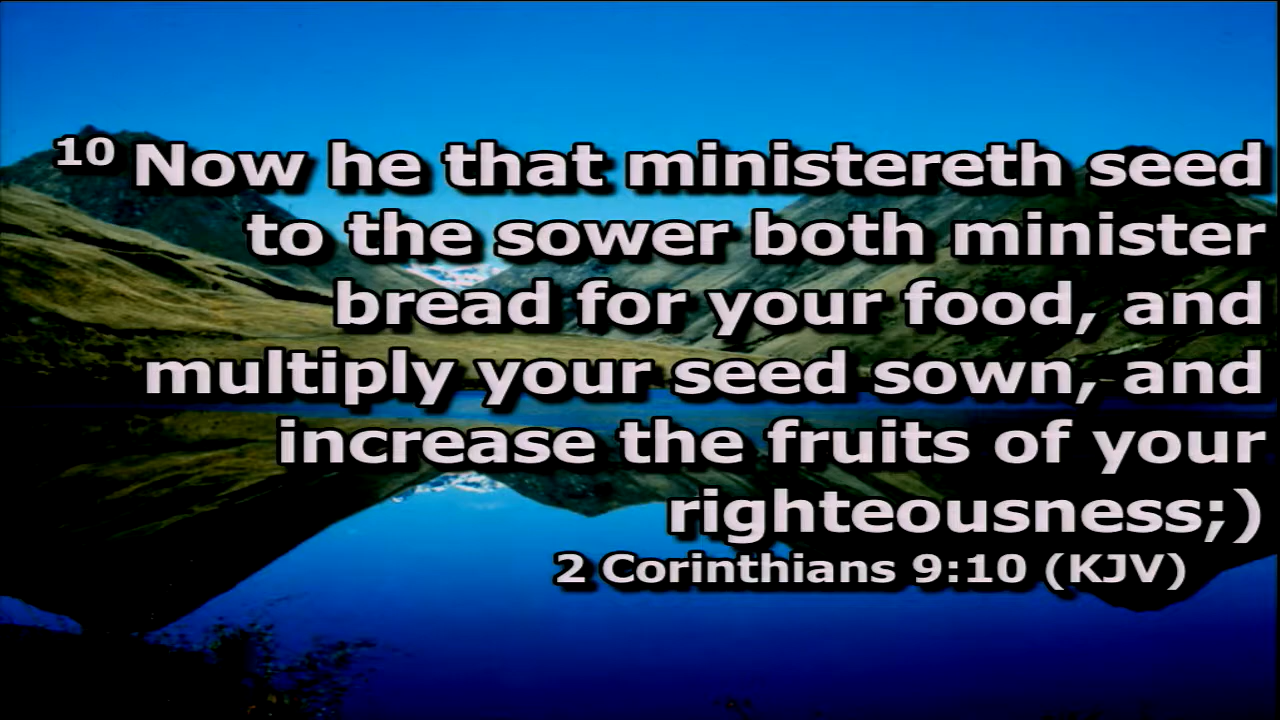 10 Now he that ministereth seed
to the sower both minister
bread for your food, and
multiply your seed sown, and
increase the fruits of your
righteousness;)
2 Corinthians 9:10 (KJV)